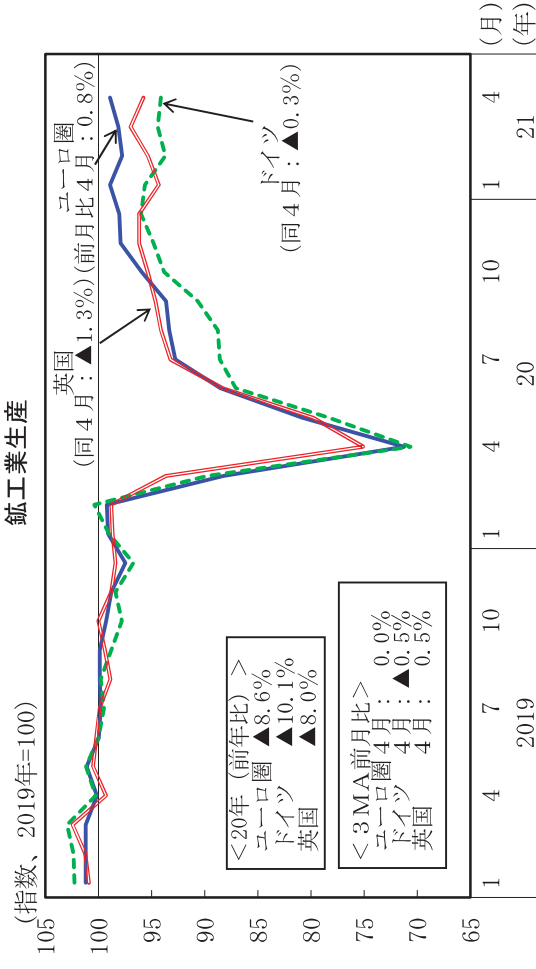 鉱工業生産
(指数、2019年=100)
105
100
95
90
85
80
75
70
65
英国
(同4月：▲1.3%)
ユーロ圏
(前月比4月：0.8%)
ドイツ
(同4月：▲0.3%)
<20年（前年比）>
ユーロ圏 ▲8.6%
ドイツ ▲10.1%
英国 ▲8.0%
<3MA前月比>
ユーロ圏 4月： 0.0%
ドイツ 4月：▲0.5%
英国 4月： 0.5%
1 4 7 10 1 4 7 10 1 4 (月)
2019 20 21 (年)